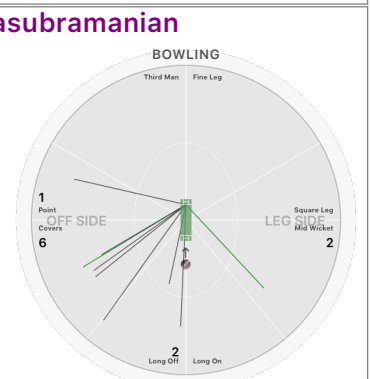 asubramanian
BOWLING
Third Man Fine Leg
1
Point
OFF SIDE
Covers
6
Square Leg
LEG SIDE
Mid Wicket
2
2
Long Off Long On